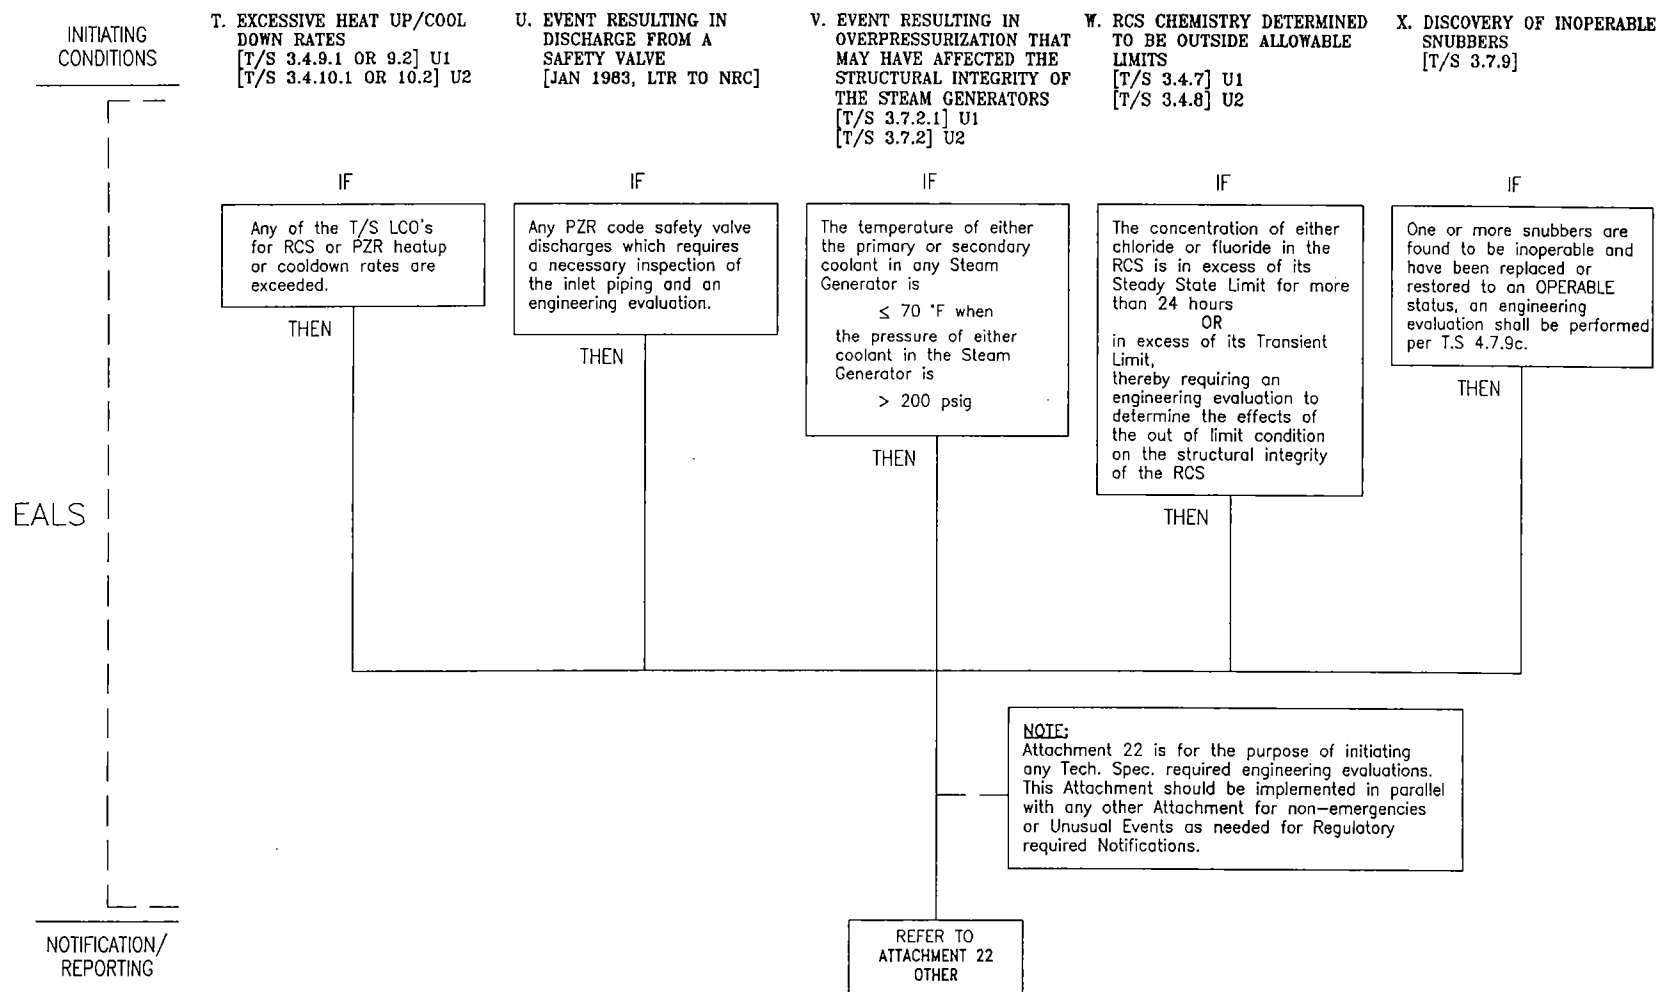 INITIATING
CONDITIONS
T. EXCESSIVE HEAT UP/COOL
DOWN RATES
[T/S 3.4.9.1 OR 9.2] U1
[T/S 3.4.10.1 OR 10.2] U2
U. EVENT RESULTING IN
DISCHARGE FROM A
SAFETY VALVE
[JAN 1983, LTR TO NRC]
V. EVENT RESULTING IN
OVERPRESSURIZATION THAT
MAY HAVE AFFECTED THE
STRUCTURAL INTEGRITY OF
THE STEAM GENERATORS
[T/S 3.7.2.1] U1
[T/S 3.7.2] U2
W. RCS CHEMISTRY DETERMINED
TO BE OUTSIDE ALLOWABLE
LIMITS
[T/S 3.4.7] U1
[T/S 3.4.8] U2
X. DISCOVERY OF INOPERABLE
SNUBBERS
[T/S 3.7.9]
EALS
IF
Any of the T/S LCO's
for RCS or PZR heatup
or cooldown rates are
exceeded.
THEN
IF
Any PZR code safety valve
discharges which requires
a necessary inspection of
the inlet piping and an
engineering evaluation.
THEN
IF
The temperature of either
the primary or secondary
coolant in any Steam
Generator is
≤ 70 °F when
the pressure of either
coolant in the Steam
Generator is
> 200 psig
THEN
IF
The concentration of either
chloride or fluoride in the
RCS is in excess of its
Steady State Limit for more
than 24 hours
OR
in excess of its Transient
Limit,
thereby requiring an
engineering evaluation to
determine the effects of
the out of limit condition
on the structural integrity
of the RCS
THEN
IF
One or more snubbers are
found to be inoperable and
have been replaced or
restored to an OPERABLE
status, an engineering
evaluation shall be performed
per T.S 4.7.9c.
THEN
NOTE:
Attachment 22 is for the purpose of initiating
any Tech. Spec. required engineering evaluations.
This Attachment should be implemented in parallel
with any other Attachment for non-emergencies
or Unusual Events as needed for Regulatory
required Notifications.
NOTIFICATION/
REPORTING
REFER TO
ATTACHMENT 22
OTHER